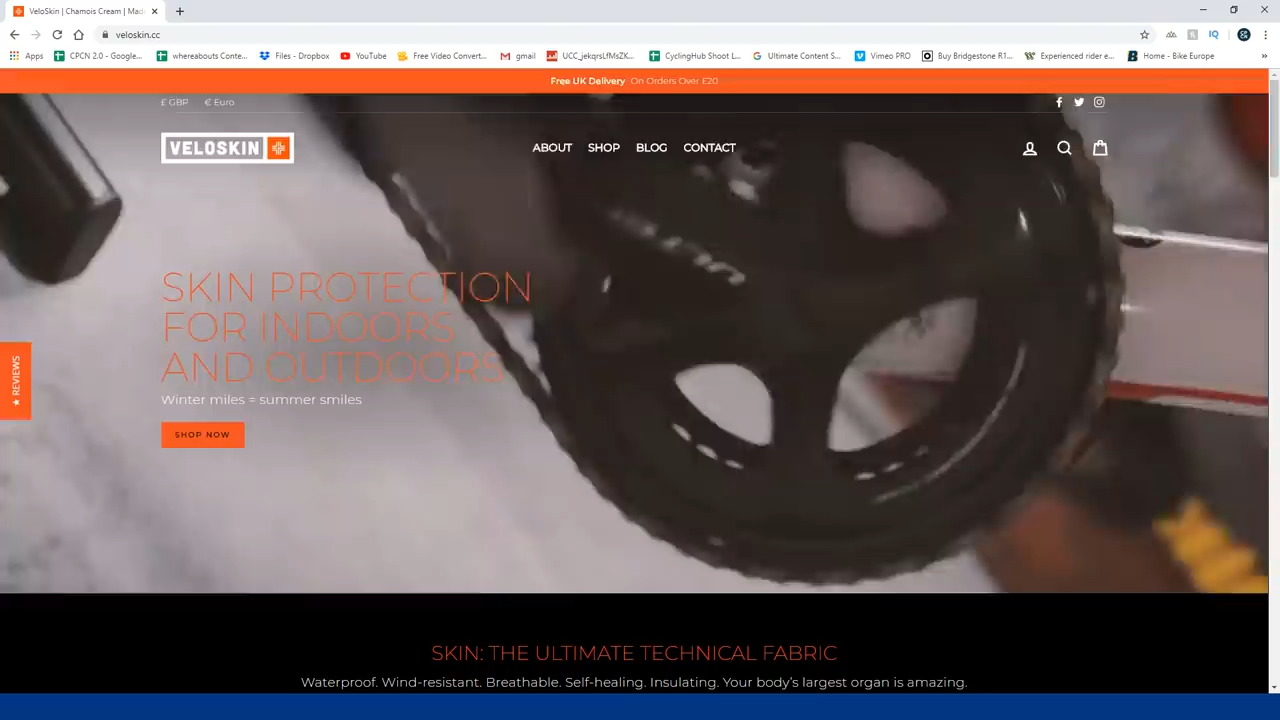 VeloSkin | Chamois Cream | Mad
veloskin.cc
Apps CPCN 2.0 - Google... whereabouts Conte... Files - Dropbox YouTube Free Video Convert... gmail UCC_jekqrsLfMsZK... CyclingHub Shoot L... Ultimate Content S... Vimeo PRO Buy Bridgestone R1... Experienced rider e... Home - Bike Europe
Free UK Delivery On Orders Over £20
£ GBP € Euro
VELOSKIN
ABOUT SHOP BLOG CONTACT
SKIN PROTECTION
FOR INDOORS
AND OUTDOORS
Winter miles = summer smiles
SHOP NOW
★ REVIEWS
SKIN: THE ULTIMATE TECHNICAL FABRIC
Waterproof. Wind-resistant. Breathable. Self-healing. Insulating. Your body's largest organ is amazing.